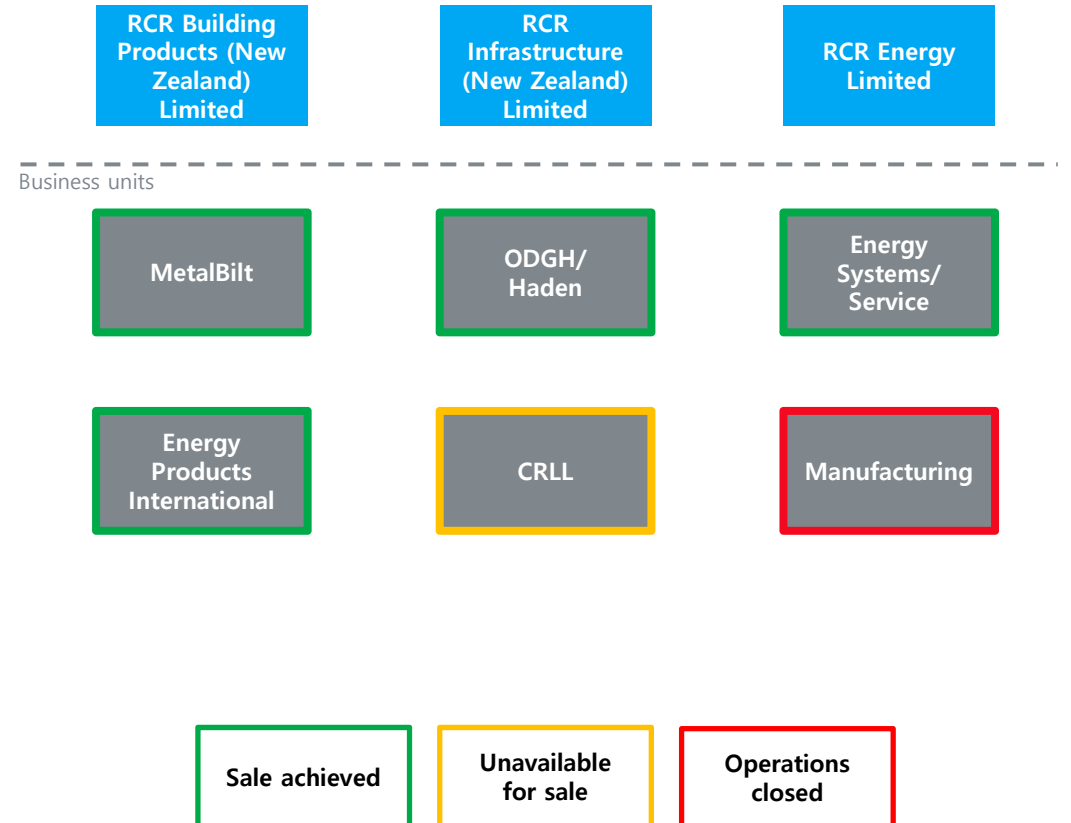 RCR Building
Products (New
Zealand)
Limited
RCR
Infrastructure
(New Zealand)
Limited
RCR Energy
Limited
Business units
MetalBilt
ODGH/
Haden
Energy
Systems/
Service
Energy
Products
International
CRLL
Manufacturing
Sale achieved
Unavailable
for sale
Operations
closed